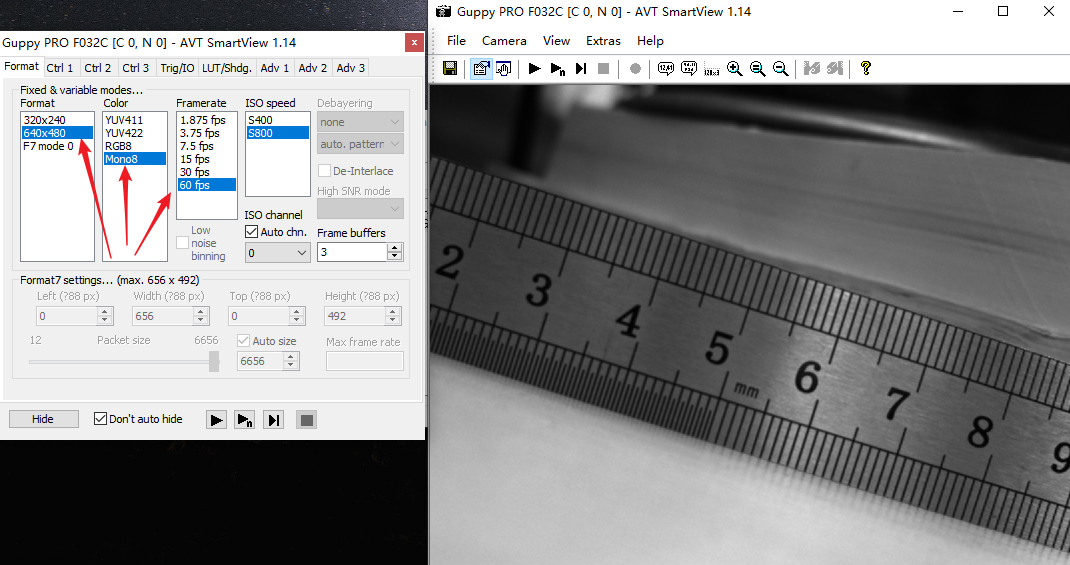 Guppy PRO F032C [C 0, N 0] - AVT SmartView 1.14
x
Format Ctrl 1 Ctrl 2 Ctrl 3 Trig/IO LUT/Shdg. Adv 1 Adv 2 Adv 3
Fixed & variable modes...
Format Color Framerate ISO speed Debayering
320x240 YUV411 1.875 fps S400 none
640x480 YUV422 3.75 fps S800 auto. pattern
F7 mode 0 RGB8 7.5 fps
Mono8 15 fps
30 fps
60 fps
De-Interlace
High SNR mode
ISO channel
Low noise binning
Auto chn.
Frame buffers
0
3
Format7 settings... (max. 656 x 492)
Left (?88 px) Width (?88 px) Top (?88 px) Height (?88 px)
0 656 0 492
12 Packet size 6656 Auto size Max frame rate
6656
Hide Don't auto hide
Guppy PRO F032C [C 0, N 0] - AVT SmartView 1.14
File Camera View Extras Help
2 3 4 5 mm 6 7 8 9